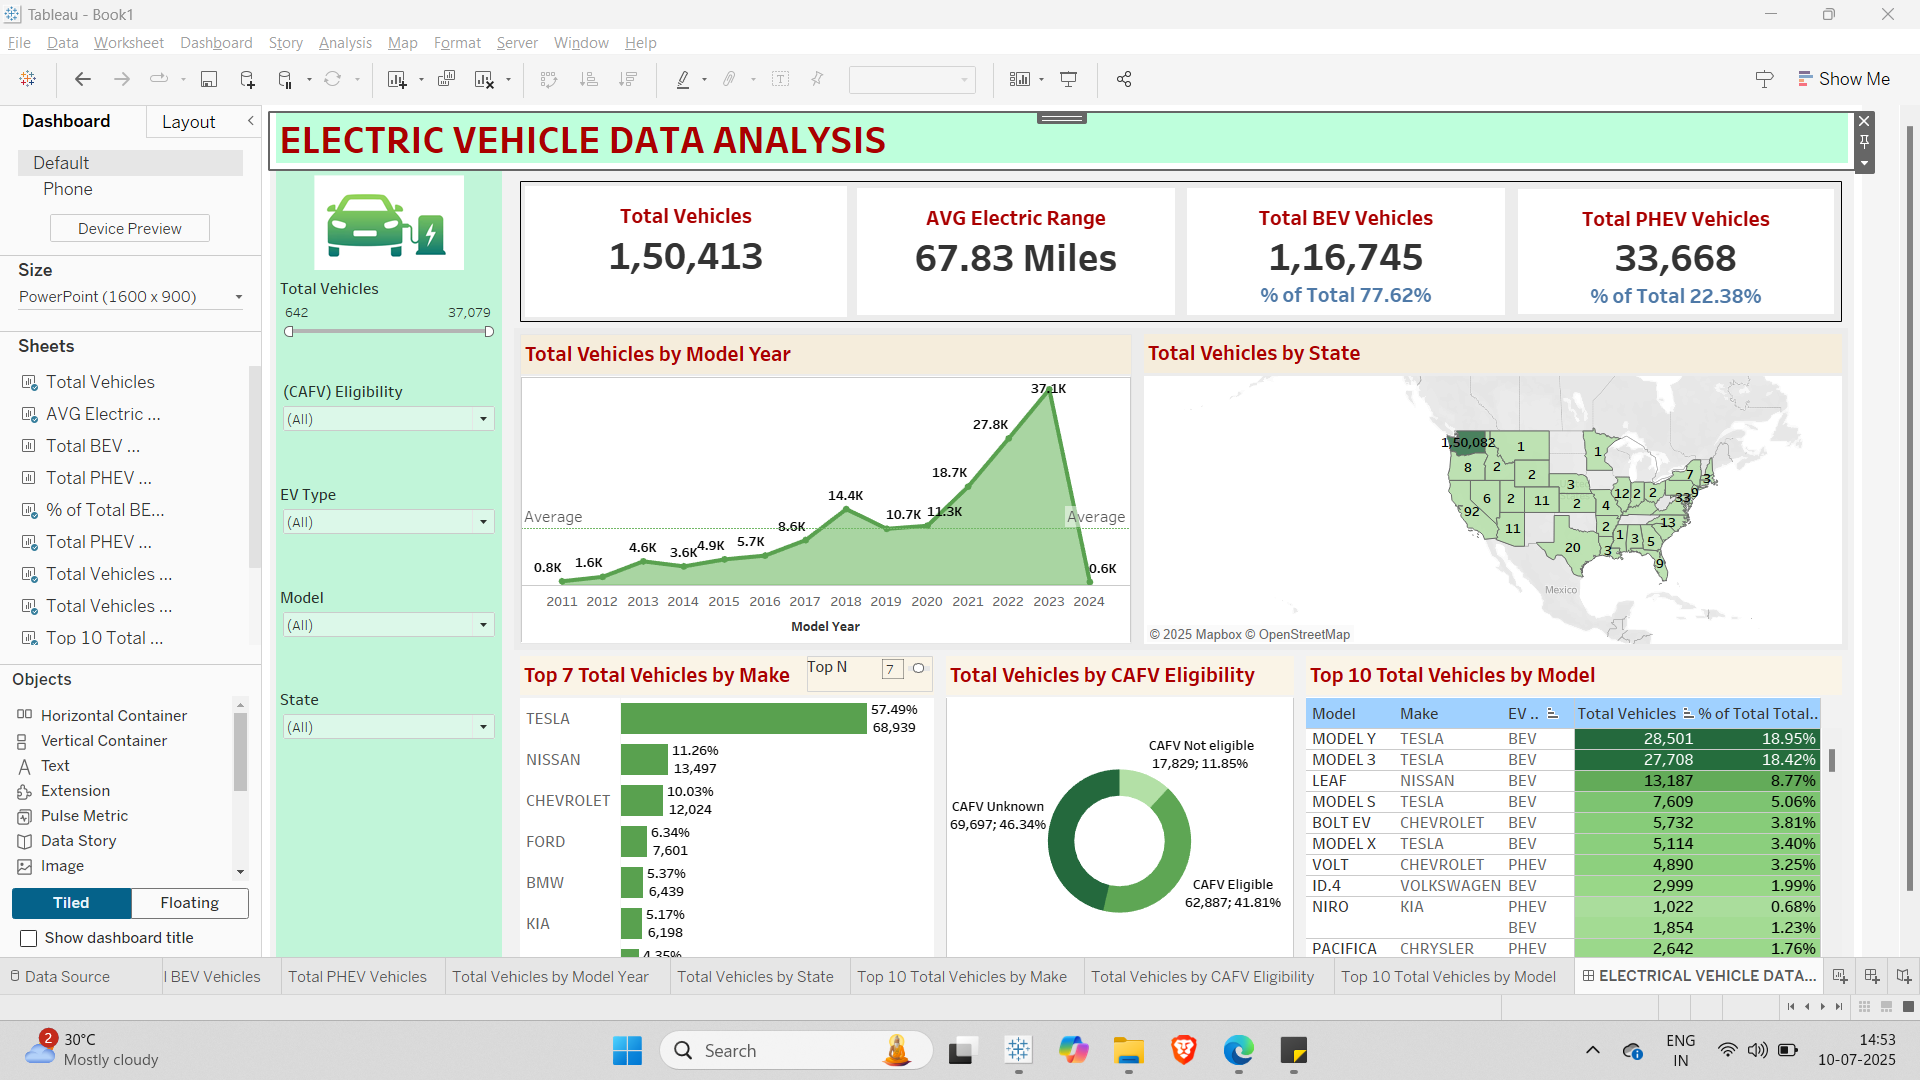 Tableau - Book1
File Data Worksheet Dashboard Story Analysis Map Format Server Window Help
Show Me
Dashboard
Layout
Default
Phone
Device Preview
Size
PowerPoint (1600 x 900)
Sheets
Total Vehicles
AVG Electric ...
Total BEV ...
Total PHEV ...
% of Total BE...
Total PHEV ...
Total Vehicles ...
Total Vehicles ...
Top 10 Total ...
Objects
Horizontal Container
Vertical Container
Text
Extension
Pulse Metric
Data Story
Image
Tiled
Floating
Show dashboard title
ELECTRIC VEHICLE DATA ANALYSIS
Total Vehicles
642 37,079
(CAFV) Eligibility
(All)
EV Type
(All)
Model
(All)
State
(All)
Total Vehicles
1,50,413
AVG Electric Range
67.83 Miles
Total BEV Vehicles
1,16,745
% of Total 77.62%
Total PHEV Vehicles
33,668
% of Total 22.38%
Total Vehicles by Model Year
37.1K
27.8K
18.7K
14.4K
10.7K 11.3K
Average Average
8.6K
5.7K
4.9K
4.6K
3.6K
1.6K
0.8K
0.6K
2011 2012 2013 2014 2015 2016 2017 2018 2019 2020 2021 2022 2023 2024
Model Year
Total Vehicles by State
1,50,082 1 1
8 2 2 3 7 3
6 2 11 2 4 12 2 2 33 9
92 11 2 1 3 5 13
20 3 9
Mexico
© 2025 Mapbox © OpenStreetMap
Top 7 Total Vehicles by Make
Top N 7
TESLA 57.49%
68,939
NISSAN 11.26%
13,497
CHEVROLET 10.03%
12,024
FORD 6.34%
7,601
BMW 5.37%
6,439
KIA 5.17%
6,198
4.35%
Total Vehicles by CAFV Eligibility
CAFV Not eligible
17,829; 11.85%
CAFV Unknown
69,697; 46.34%
CAFV Eligible
62,887; 41.81%
Top 10 Total Vehicles by Model
Model Make EV .. Total Vehicles % of Total Total..
MODEL Y TESLA BEV 28,501 18.95%
MODEL 3 TESLA BEV 27,708 18.42%
LEAF NISSAN BEV 13,187 8.77%
MODEL S TESLA BEV 7,609 5.06%
BOLT EV CHEVROLET BEV 5,732 3.81%
MODEL X TESLA BEV 5,114 3.40%
VOLT CHEVROLET PHEV 4,890 3.25%
ID.4 VOLKSWAGEN BEV 2,999 1.99%
NIRO KIA PHEV 1,022 0.68%
BEV 1,854 1.23%
PACIFICA CHRYSLER PHEV 2,642 1.76%
Data Source
l BEV Vehicles
Total PHEV Vehicles
Total Vehicles by Model Year
Total Vehicles by State
Top 10 Total Vehicles by Make
Total Vehicles by CAFV Eligibility
Top 10 Total Vehicles by Model
ELECTRICAL VEHICLE DATA...
2
30°C
Mostly cloudy
Search
ENG
IN
14:53
10-07-2025